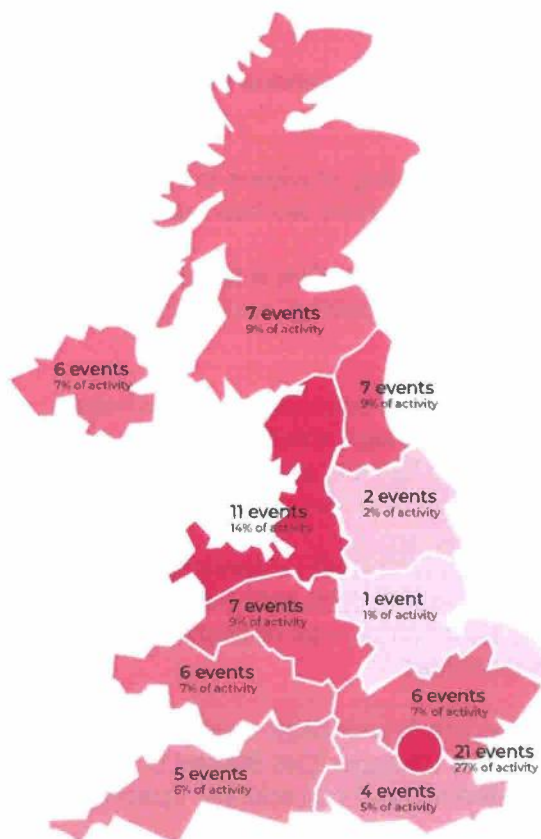 7 events
9% of activity
6 events
7% of activity
7 events
9% of activity
2 events
2% of activity
11 events
14% of activity
1 event
1% of activity
7 events
9% of activity
6 events
7% of activity
6 events
7% of activity
21 events
27% of activity
5 events
6% of activity
4 events
5% of activity